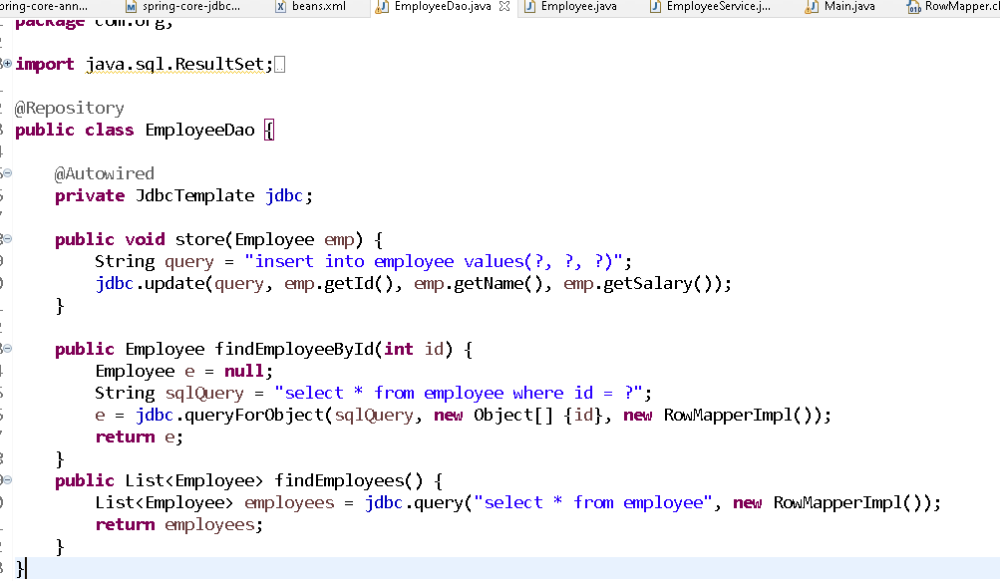 spring-core-ann... spring-core-jdbc... beans.xml EmployeeDao.java Employee.java EmployeeService.j... Main.java RowMapper.cl
package com.org;
import java.sql.ResultSet;
@Repository
public class EmployeeDao {
@Autowired
private JdbcTemplate jdbc;
public void store(Employee emp) {
String query = "insert into employee values(?, ?, ?)";
jdbc.update(query, emp.getId(), emp.getName(), emp.getSalary());
}
public Employee findEmployeeById(int id) {
Employee e = null;
String sqlQuery = "select * from employee where id = ?";
e = jdbc.queryForObject(sqlQuery, new Object[] {id}, new RowMapperImpl());
return e;
}
public List<Employee> findEmployees() {
List<Employee> employees = jdbc.query("select * from employee", new RowMapperImpl());
return employees;
}
}